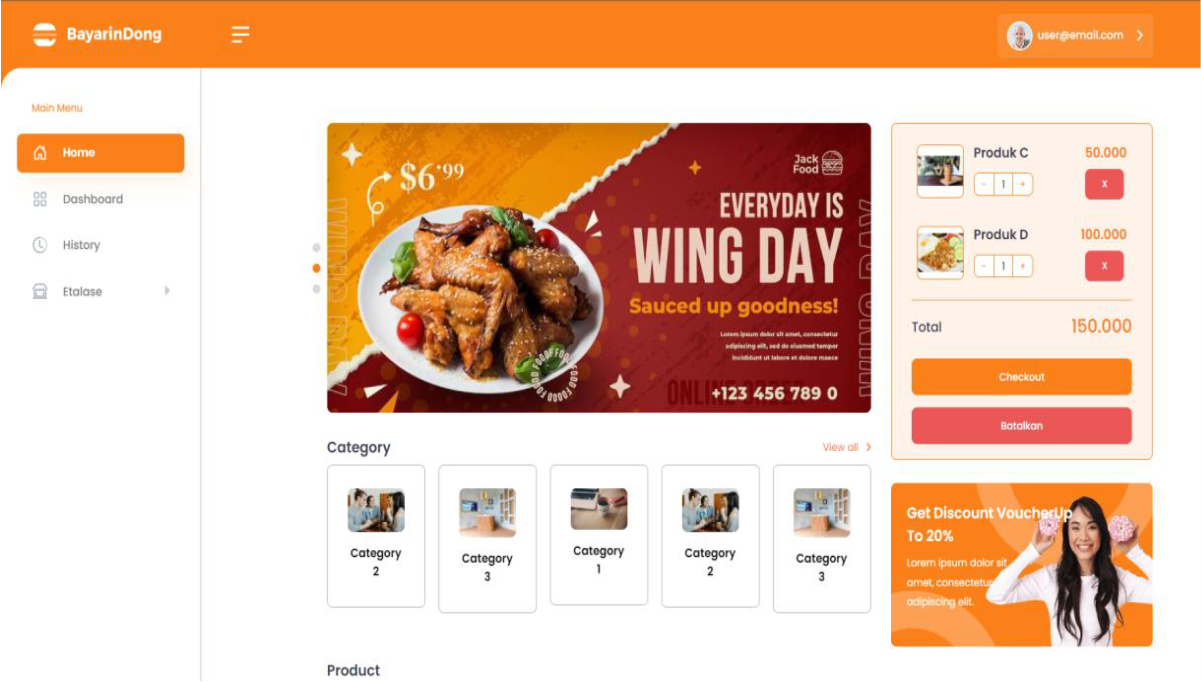 BayarinDong
user@email.com
Main Menu
Home
Dashboard
History
Etalase
$6.99
Jack
Food
EVERYDAY IS
WING DAY
Sauced up goodness!
Lorem ipsum dolor sit amet, consectetur
adipiscing elit, sed do eiusmod tempor
incididunt ut labore et dolore maece
ONLINE ORDER
+123 456 789 0
WING DAY
FOOD FOOD FOOD FOOD
Produk C
50.000
- 1 +
X
Produk D
100.000
- 1 +
X
Total
150.000
Checkout
Batalkan
Category
View all
Category
2
Category
3
Category
1
Category
2
Category
3
Get Discount VoucherUp
To 20%
Lorem ipsum dolor sit
amet, consectetur
adipiscing elit.
Product